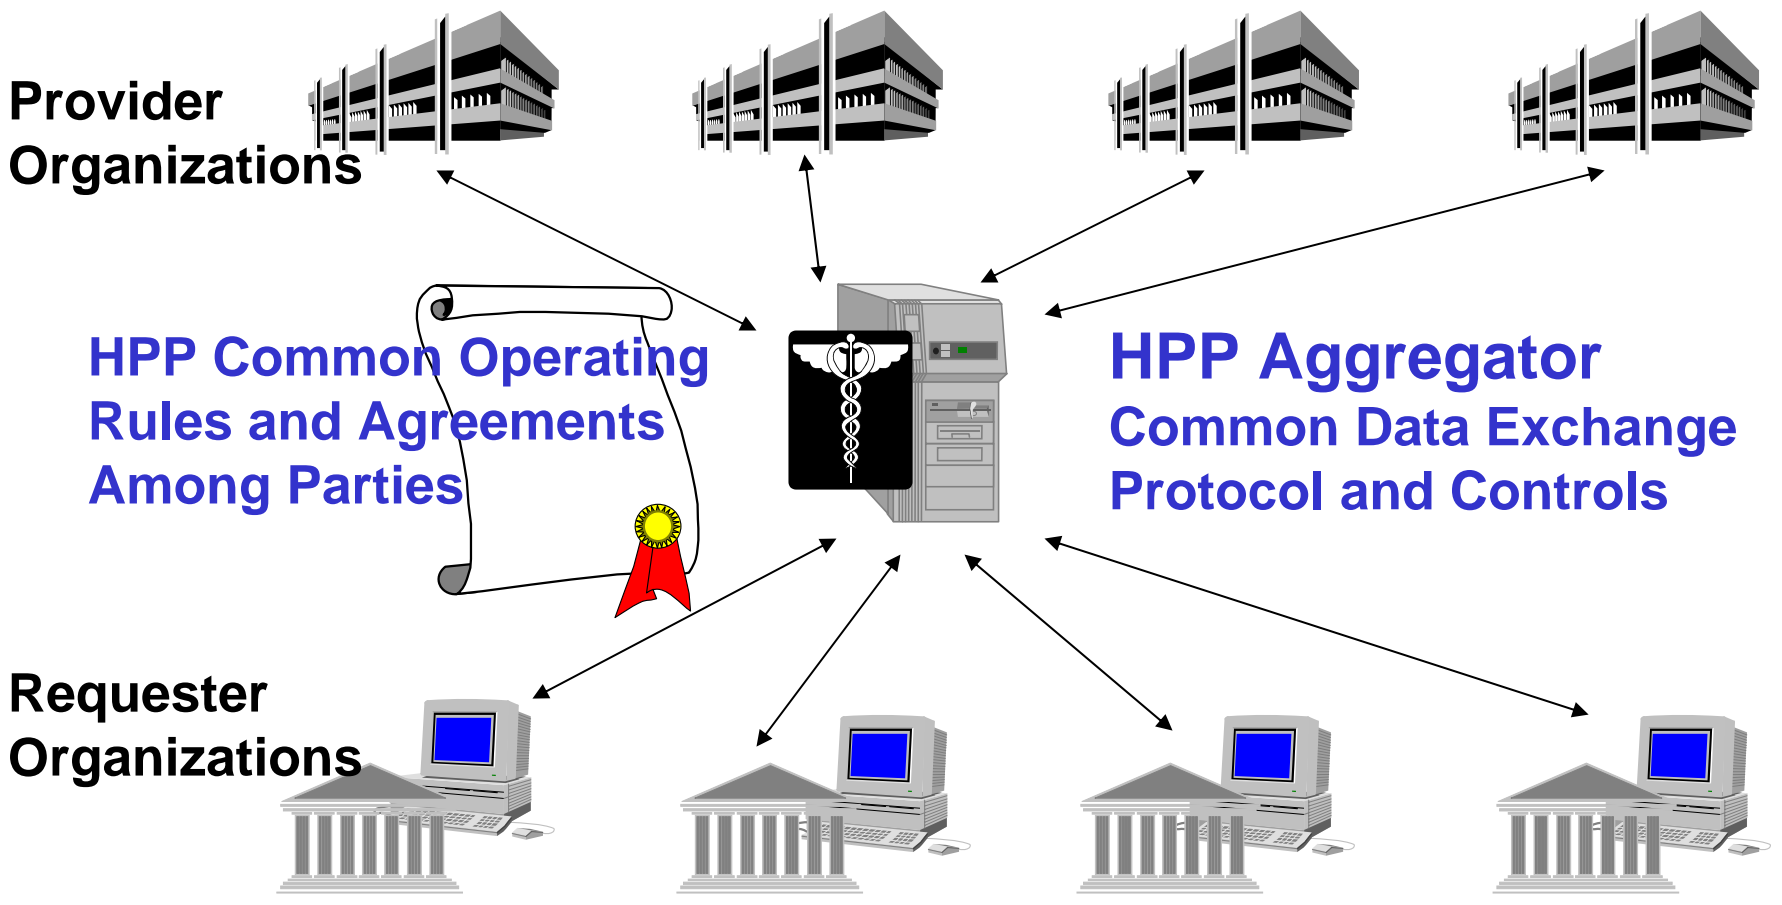 Provider
Organizations
HPP Common Operating
Rules and Agreements
Among Parties
HPP Aggregator
Common Data Exchange
Protocol and Controls
Requester
Organizations